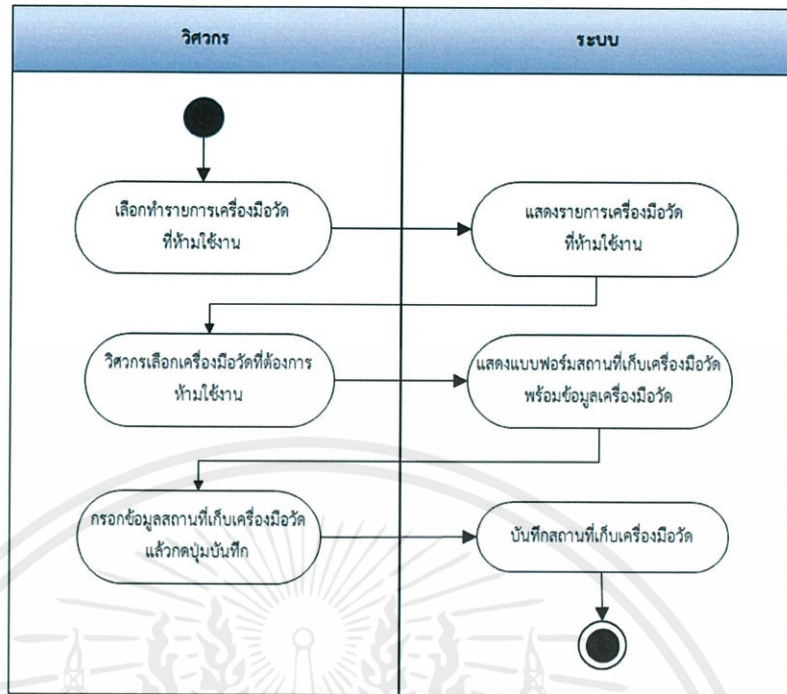 วิศวกร
ระบบ
เลือกทำรายการเครื่องมือวัด
ที่ห้ามใช้งาน
แสดงรายการเครื่องมือวัด
ที่ห้ามใช้งาน
วิศวกรเลือกเครื่องมือวัดที่ต้องการ
ห้ามใช้งาน
แสดงแบบฟอร์มสถานที่เก็บเครื่องมือวัด
พร้อมข้อมูลเครื่องมือวัด
กรอกข้อมูลสถานที่เก็บเครื่องมือวัด
แล้วกดปุ่มบันทึก
บันทึกสถานที่เก็บเครื่องมือวัด